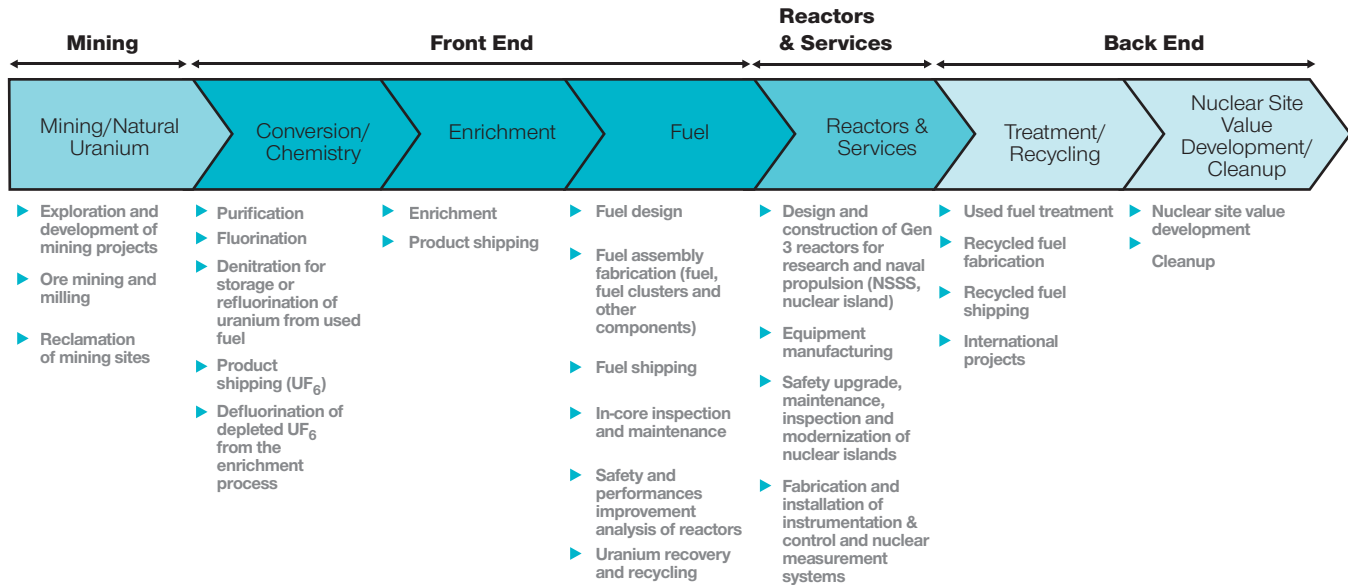 Mining
Front End
Reactors
& Services
Back End
Mining/Natural
Uranium
Conversion/
Chemistry
Enrichment
Fuel
Reactors &
Services
Treatment/
Recycling
Nuclear Site
Value
Development/
Cleanup
Exploration and
development of
mining projects
Ore mining and
milling
Reclamation
of mining sites
Purification
Fluorination
Denitration for
storage or
refluorination of
uranium from used
fuel
Product
shipping (UF₆)
Defluorination of
depleted UF₆
from the
enrichment
process
Enrichment
Product shipping
Fuel design
Fuel assembly
fabrication (fuel,
fuel clusters and
other
components)
Fuel shipping
In-core inspection
and maintenance
Safety and
performances
improvement
analysis of reactors
Uranium recovery
and recycling
Design and
construction of Gen
3 reactors for
research and naval
propulsion (NSSS,
nuclear island)
Equipment
manufacturing
Safety upgrade,
maintenance,
inspection and
modernization of
nuclear islands
Fabrication and
installation of
instrumentation &
control and nuclear
measurement
systems
Used fuel treatment
Recycled fuel
fabrication
Recycled fuel
shipping
International
projects
Nuclear site value
development
Cleanup